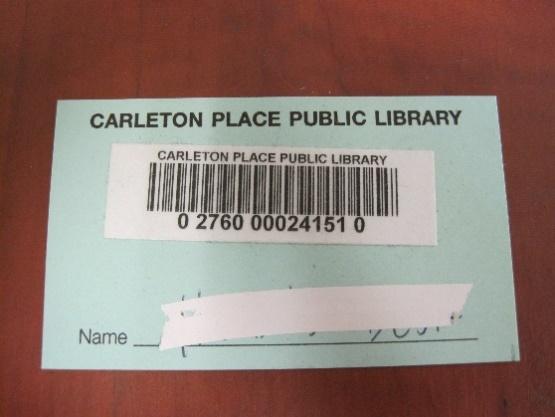 CARLETON PLACE PUBLIC LIBRARY
CARLETON PLACE PUBLIC LIBRARY
0 2760 00024151 0
Name